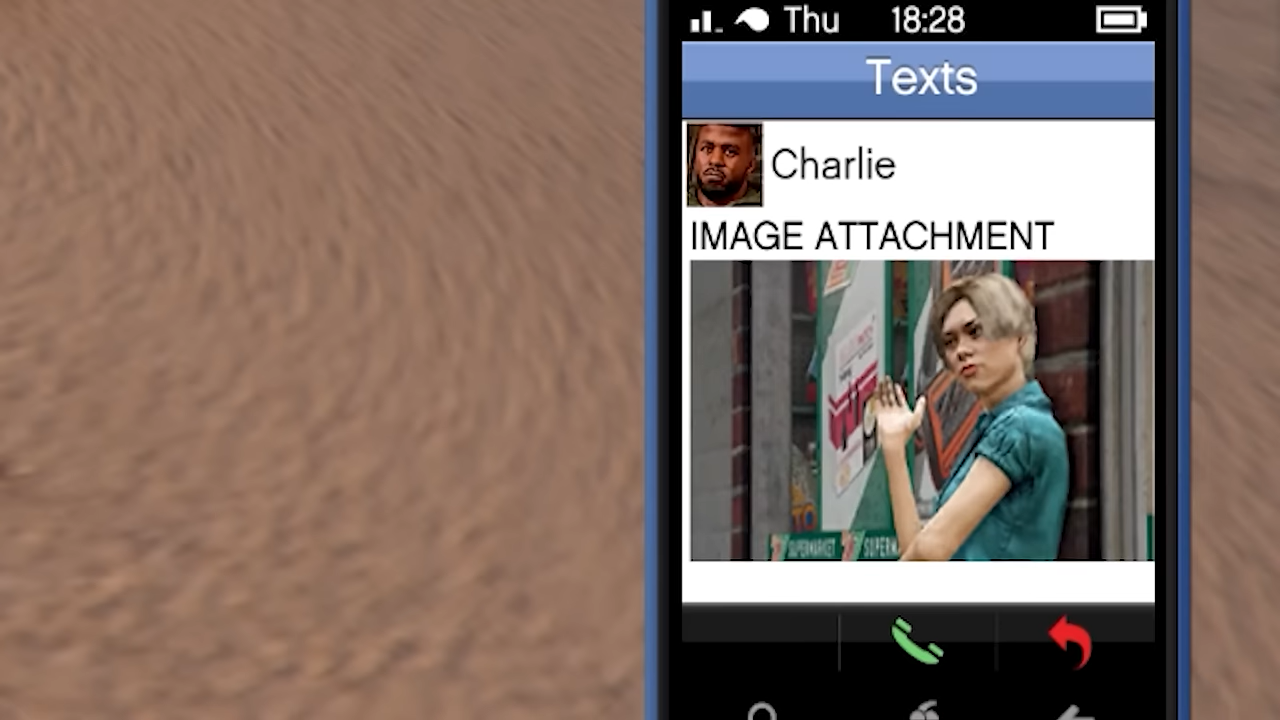 Thu 18:28
Texts
Charlie
IMAGE ATTACHMENT
SUPERMARKET